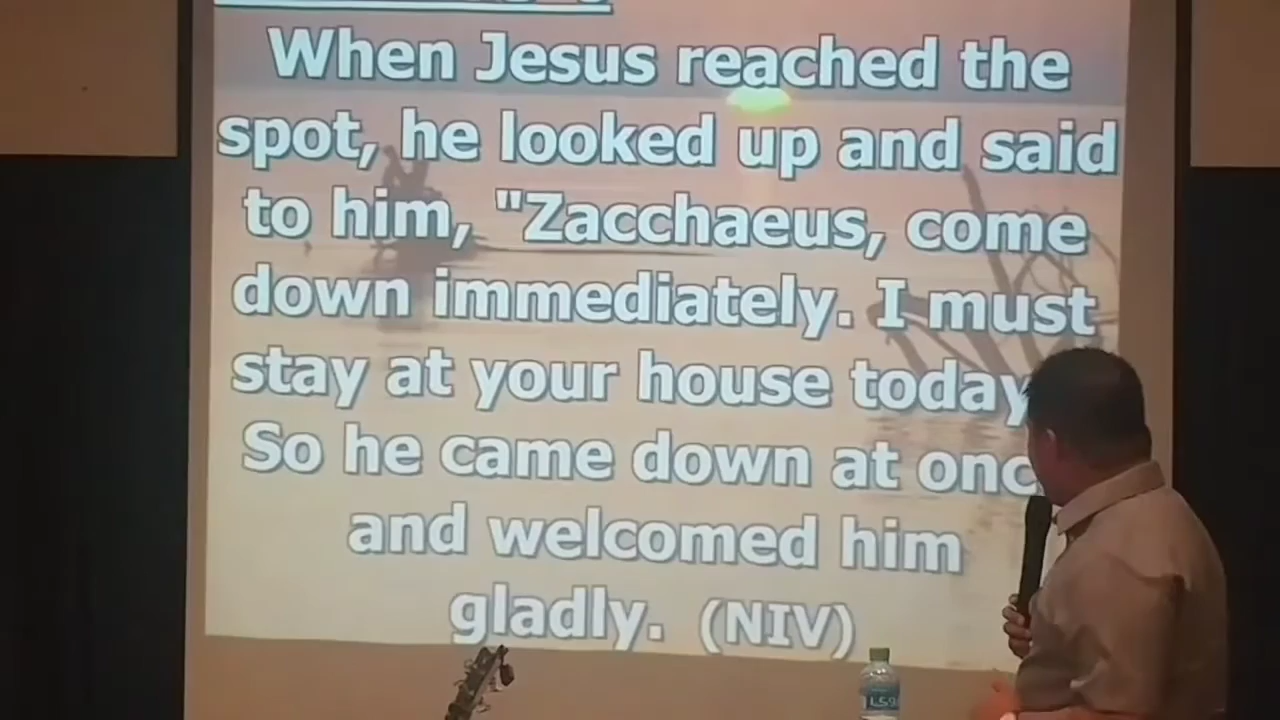 When Jesus reached the
spot, he looked up and said
to him, "Zacchaeus, come
down immediately. I must
stay at your house today
So he came down at onc
and welcomed him
gladly. (NIV)